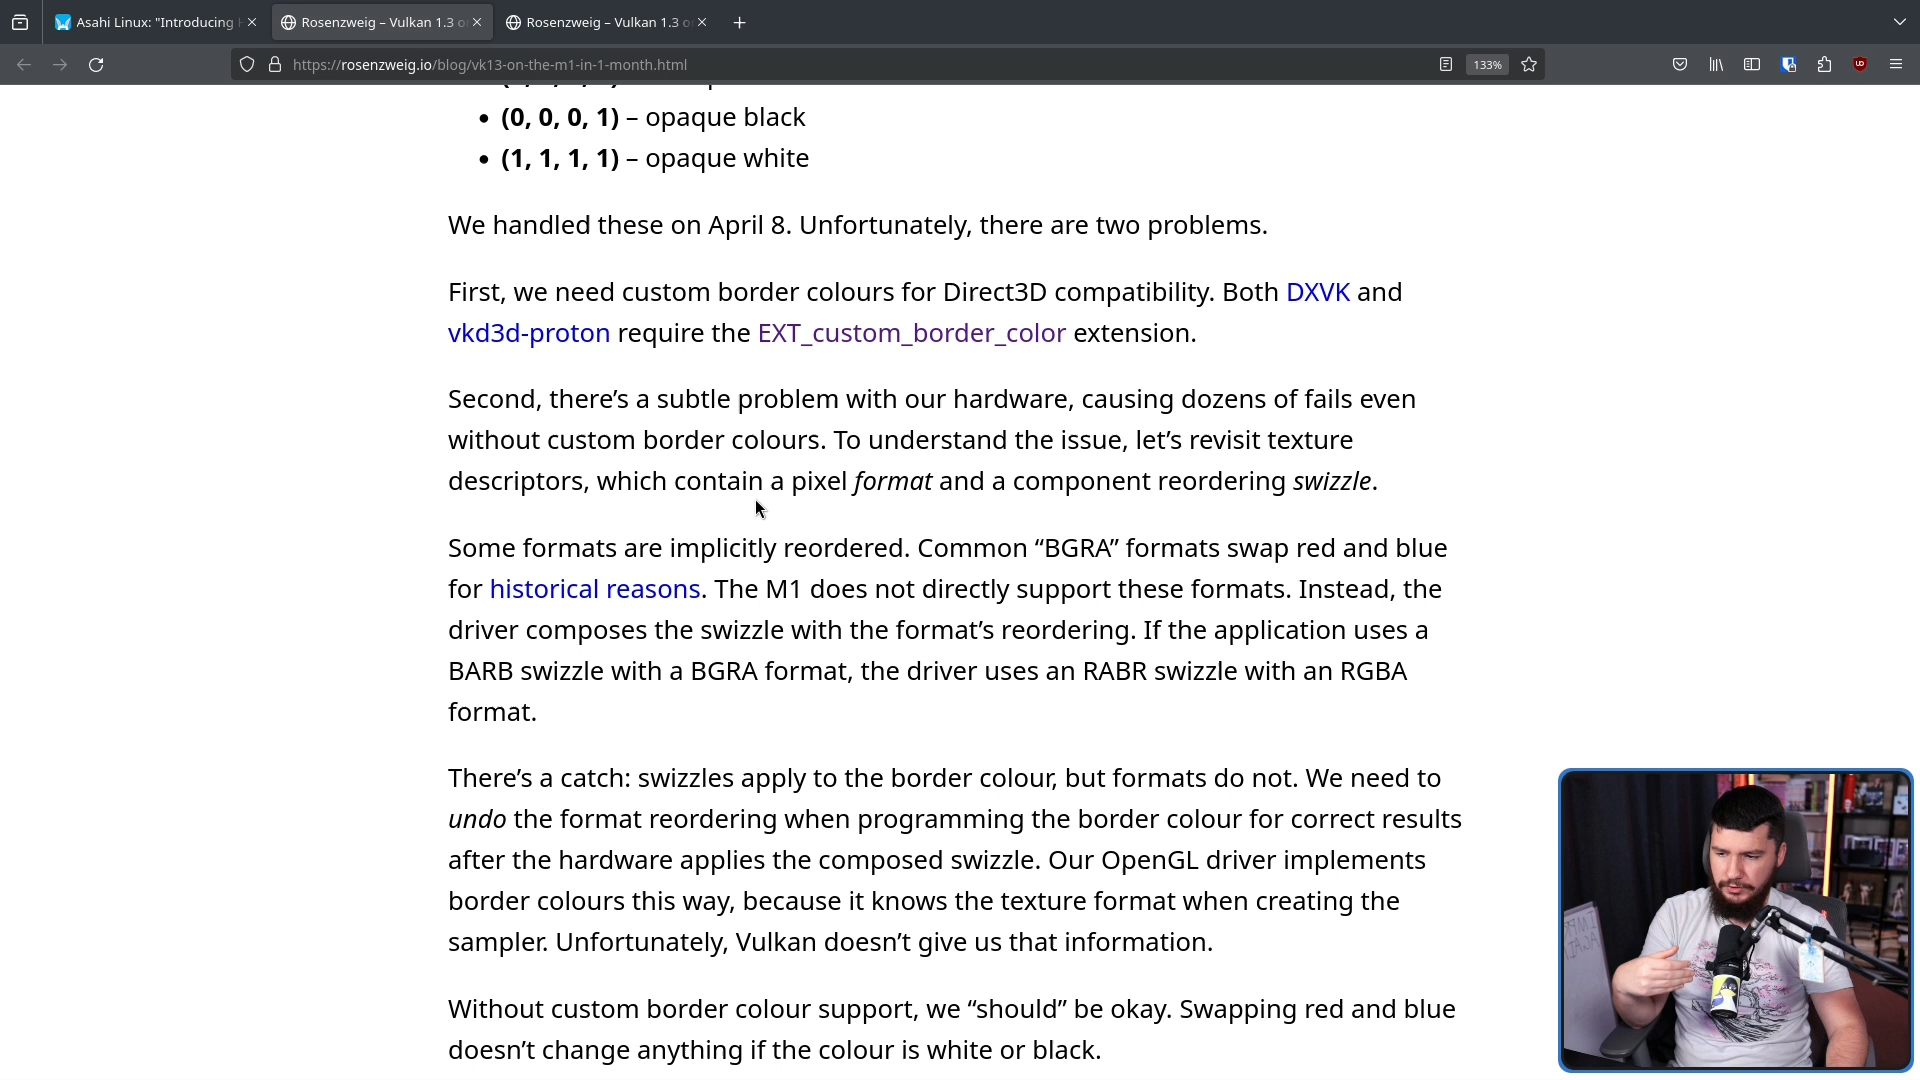 Asahi Linux: "Introducing
Rosenzweig – Vulkan 1.3 o
Rosenzweig – Vulkan 1.3 o
https://rosenzweig.io/blog/vk13-on-the-m1-in-1-month.html
133%
• (0, 0, 0, 1) – opaque black
• (1, 1, 1, 1) – opaque white
We handled these on April 8. Unfortunately, there are two problems.
First, we need custom border colours for Direct3D compatibility. Both DXVK and
vkd3d-proton require the EXT_custom_border_color extension.
Second, there’s a subtle problem with our hardware, causing dozens of fails even
without custom border colours. To understand the issue, let’s revisit texture
descriptors, which contain a pixel format and a component reordering swizzle.
Some formats are implicitly reordered. Common “BGRA” formats swap red and blue
for historical reasons. The M1 does not directly support these formats. Instead, the
driver composes the swizzle with the format’s reordering. If the application uses a
BARB swizzle with a BGRA format, the driver uses an RABR swizzle with an RGBA
format.
There’s a catch: swizzles apply to the border colour, but formats do not. We need to
undo the format reordering when programming the border colour for correct results
after the hardware applies the composed swizzle. Our OpenGL driver implements
border colours this way, because it knows the texture format when creating the
sampler. Unfortunately, Vulkan doesn’t give us that information.
Without custom border colour support, we “should” be okay. Swapping red and blue
doesn’t change anything if the colour is white or black.